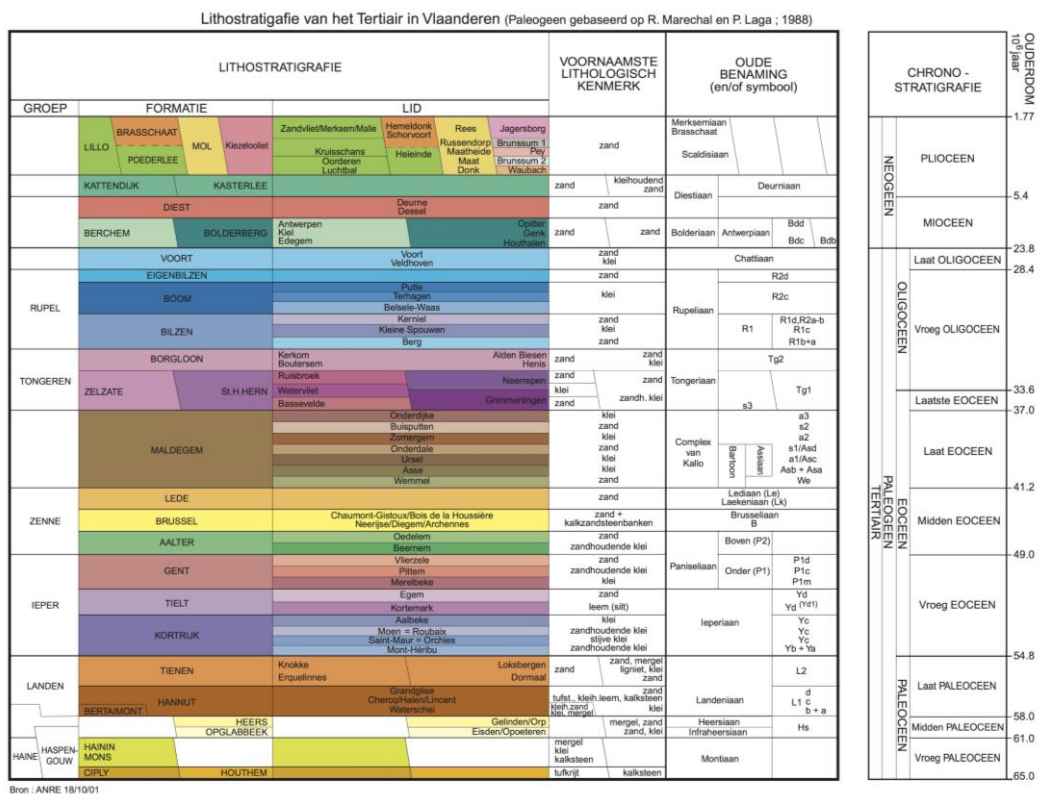 Lithostratigafie van het Tertiair in Vlaanderen (Paleogeen gebaseerd op R. Marechal en P. Laga ; 1988)
LITHOSTRATIGRAFIE
VOORNAAMSTE
LITHOLOGISCH
KENMERK
OUDE
BENAMING
(en/of symbool)
CHRONO -
STRATIGRAFIE
OUDERDOM
10⁶ jaar
GROEP FORMATIE LID
1.77
LILLO BRASSCHAAT POEDERLEE MOL Kiezelooliet
Zandvliet/Merksem/Malle Hemeldonk Rees Jagersborg
Schorvoort
Kruisschans Heieinde Russendorp Brunssum 1
Oorderen Maatheide Pey
Luchtbal Maat Brunssum 2
Donk Waubach
zand
Merksemiaan
Brasschaat
Scaldisiaan
NEOGEEN
PLIOCEEN
KATTENDIJK KASTERLEE
zand kleihoudend
zand
Diestiaan Deurniaan
5.4
DIEST
Deurne
Dessel
zand
MIOCEEN
BERCHEM BOLDERBERG
Antwerpen Opitter
Kiel Genk
Edegem Houthalen
zand zand
Bolderiaan Antwerpiaan Bdd
Bdc Bdb
23.8
VOORT
Voort
Veldhoven
zand
klei
Chattiaan
Laat OLIGOCEEN
28.4
RUPEL
EIGENBILZEN zand R2d
BOOM
Putte
Terhagen klei R2c
Belsele-Waas
Rupeliaan
OLIGOCEEN
Vroeg OLIGOCEEN
BILZEN
Kerniel zand R1d,R2a-b
Kleine Spouwen klei R1 R1c
Berg zand R1b+a
TONGEREN
BORGLOON
Kerkom Alden Biesen zand zand
Boutersem Henis klei
Tg2
Tongeriaan
ZELZATE St.H.HERN
Ruisbroek Neerrepen zand
Watervliet klei
Bassevelde Grimmertingen zand zandh. klei
Tg1
s3
33.6
Laatste EOCEEN
37.0
MALDEGEM
Onderdijke klei a3
Buisputten zand s2
Zomergem klei a2
Onderdale zand s1/Asd
Ursel klei a1/Asc
Asse klei Asb + Asa
Wemmel zand We
Complex
van
Kallo
Bartoon
Assiaan
Laat EOCEEN
41.2
TERTIAIR
PALEOGEEN
EOCEEN
ZENNE
LEDE zand Lediaan (Le)
Laekeniaan (Lk)
BRUSSEL
Chaumont-Gistoux/Bois de la Houssière
Neerijse/Diegem/Archennes
zand +
kalkzandsteenbanken
Brusseliaan
B
Midden EOCEEN
AALTER
Oedelem zand
Beernem zandhoudende klei
Boven (P2)
49.0
IEPER
GENT
Vlierzele zand P1d
Pittem zandhoudende klei P1c
Merelbeke klei P1m
Paniseliaan Onder (P1)
TIELT
Egem zand Yd
Kortemark leem (silt) Yd (Yd1)
Ieperiaan
Vroeg EOCEEN
KORTRIJK
Aalbeke klei Yc
Moen = Roubaix zandhoudende klei Yc
Saint-Maur = Orchies stijve klei Yc
Mont-Héribu zandhoudende klei Yb + Ya
54.8
LANDEN
TIENEN
Knokke Loksbergen
Erquelinnes Dormaal
zand zand, mergel
ligniet, klei
zand
L2
Landeniaan
Laat PALEOCEEN
HANNUT
BERTAIMONT
Grandglise zand
Chercq/Halen/Lincent tufst., kleih.leem, kalksteen
Waterschei kleih.zand klei
klei, mergel
L1 d
c
b + a
58.0
HEERS Gelinden/Orp mergel, zand Heersiaan
OPGLABBEEK Eisden/Opoeteren zand, klei Infraheersiaan
Hs
Midden PALEOCEEN
61.0
PALEOCEEN
HAINE HASPEN-
GOUW
HAININ
MONS
mergel
klei
kalksteen
Montiaan
Vroeg PALEOCEEN
CIPLY HOUTHEM tufkrijt kalksteen
65.0
Bron : ANRE 18/10/01